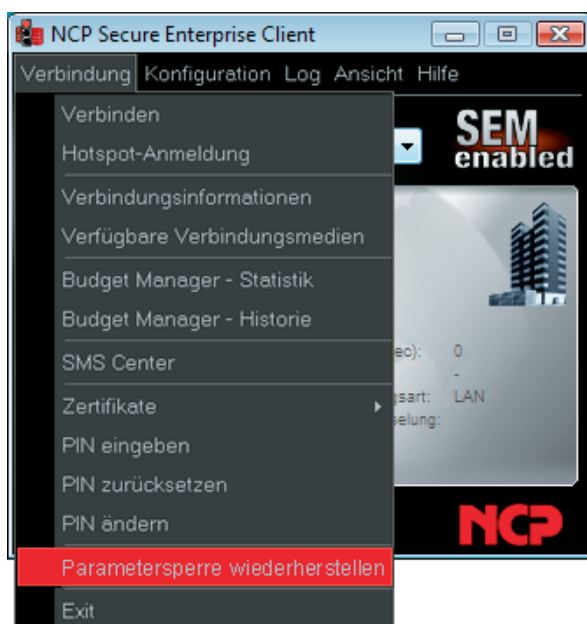 NCP Secure Enterprise Client
Verbindung Konfiguration Log Ansicht Hilfe
Verbinden
Hotspot-Anmeldung
SEM
enabled
Verbindungsinformationen
Verfügbare Verbindungsmedien
Budget Manager - Statistik
Budget Manager - Historie
SMS Center
ec): 0
-
Zertifikate
gsart: LAN
selung:
PIN eingeben
PIN zurücksetzen
PIN ändern
NCP
Parametersperre wiederherstellen
Exit